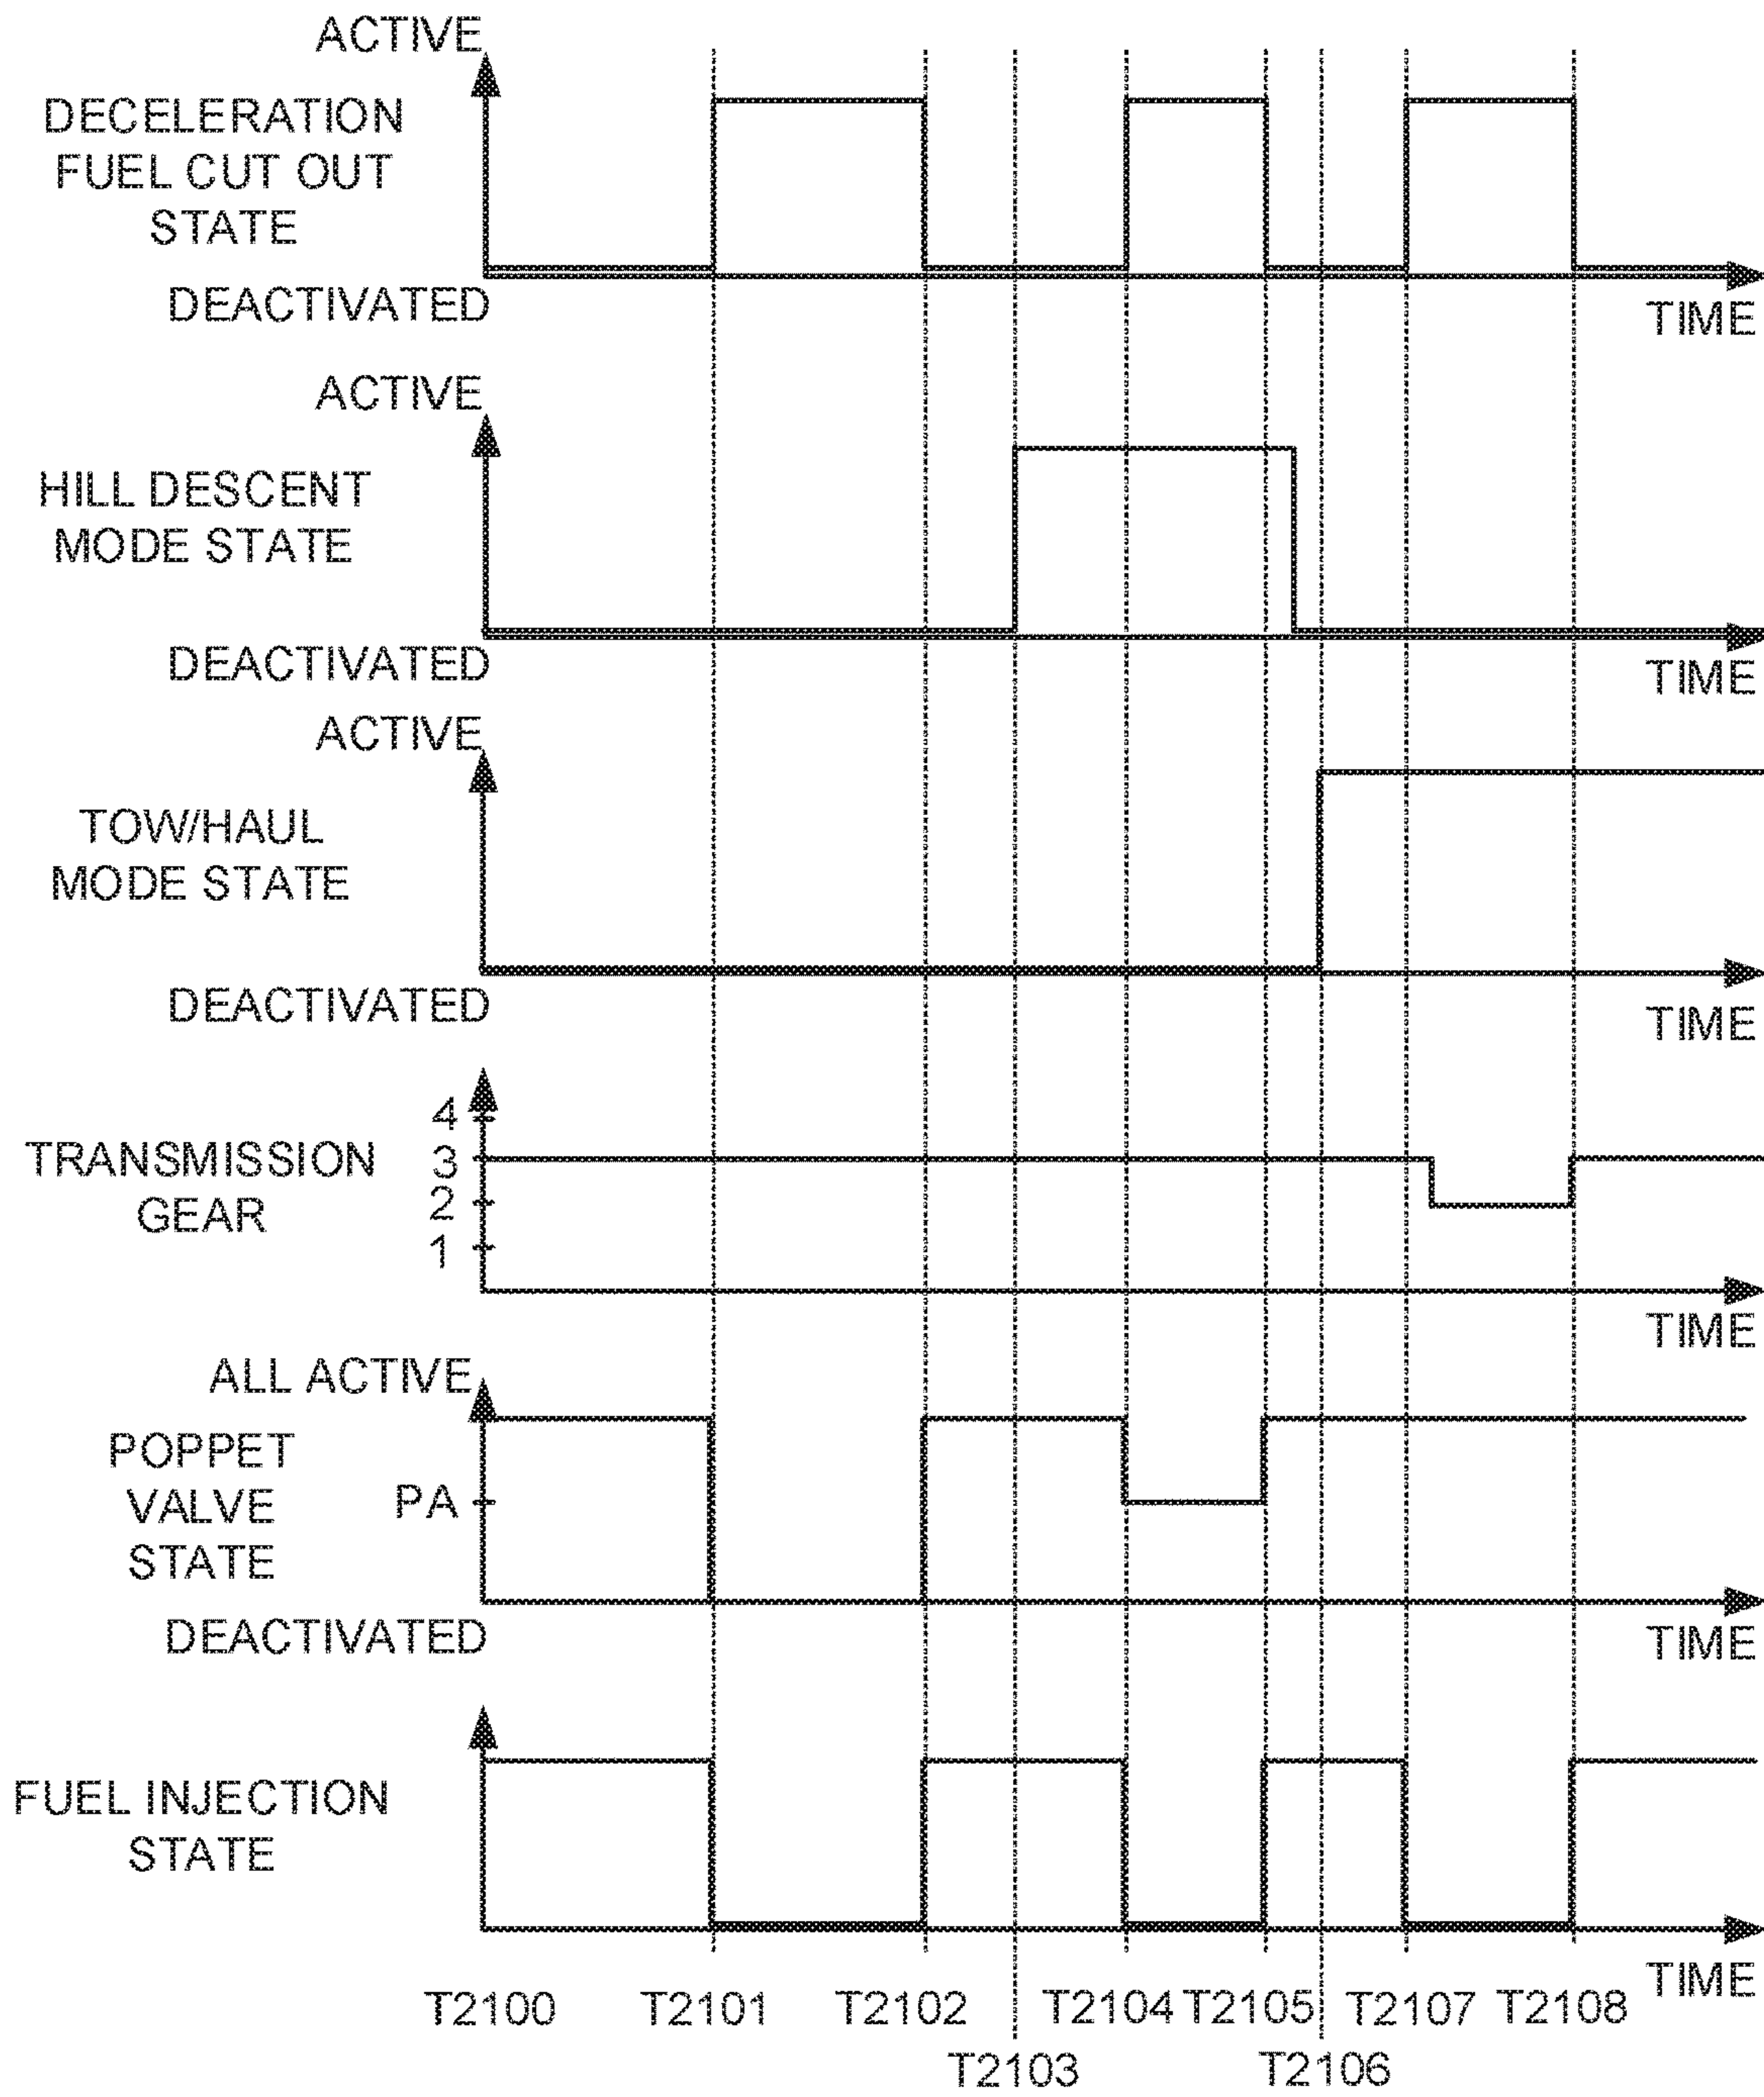 ACTIVE
DECELERATION
FUEL CUT OUT
STATE
DEACTIVATED
TIME
ACTIVE
HILL DESCENT
MODE STATE
DEACTIVATED
TIME
ACTIVE
TOW/HAUL
MODE STATE
DEACTIVATED
TIME
4
3
2
1
TRANSMISSION
GEAR
TIME
ALL ACTIVE
POPPET
VALVE
STATE
PA
DEACTIVATED
TIME
FUEL INJECTION
STATE
TIME
T2100 T2101 T2102 T2104 T2105 T2107 T2108
T2103 T2106